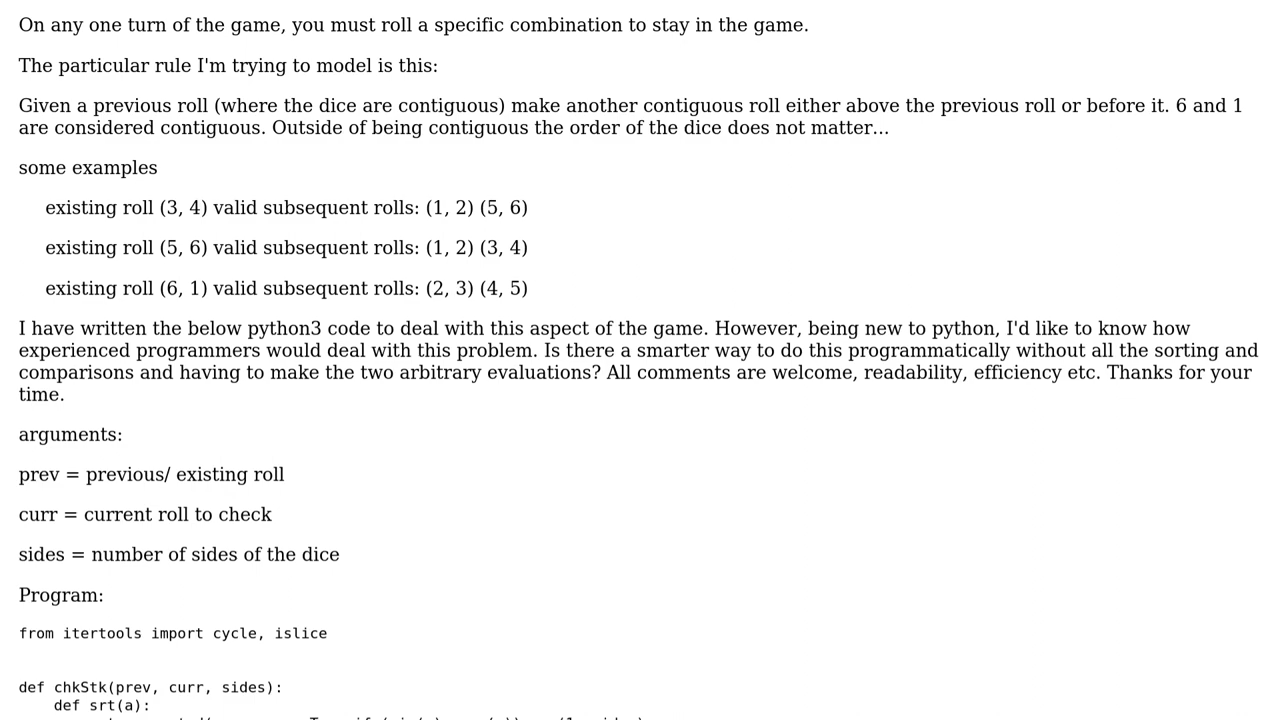 On any one turn of the game, you must roll a specific combination to stay in the game.
The particular rule I'm trying to model is this:
Given a previous roll (where the dice are contiguous) make another contiguous roll either above the previous roll or before it. 6 and 1
are considered contiguous. Outside of being contiguous the order of the dice does not matter...
some examples
existing roll (3, 4) valid subsequent rolls: (1, 2) (5, 6)
existing roll (5, 6) valid subsequent rolls: (1, 2) (3, 4)
existing roll (6, 1) valid subsequent rolls: (2, 3) (4, 5)
I have written the below python3 code to deal with this aspect of the game. However, being new to python, I'd like to know how
experienced programmers would deal with this problem. Is there a smarter way to do this programmatically without all the sorting and
comparisons and having to make the two arbitrary evaluations? All comments are welcome, readability, efficiency etc. Thanks for your
time.
arguments:
prev = previous/ existing roll
curr = current roll to check
sides = number of sides of the dice
Program:
from itertools import cycle, islice
def chkStk(prev, curr, sides):
def srt(a):